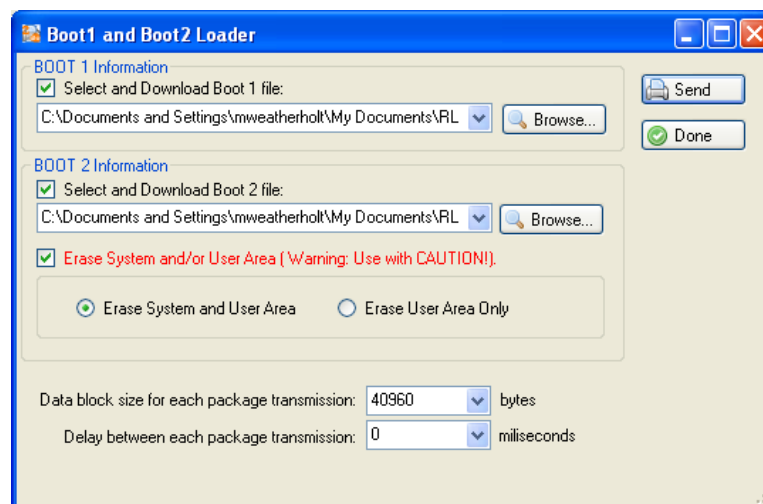 Boot1 and Boot2 Loader
BOOT 1 Information
Select and Download Boot 1 file:
C:\Documents and Settings\mweatherholt\My Documents\RL
Browse...
Send
Done
BOOT 2 Information
Select and Download Boot 2 file:
C:\Documents and Settings\mweatherholt\My Documents\RL
Browse...
Erase System and/or User Area ( Warning: Use with CAUTION!).
Erase System and User Area
Erase User Area Only
Data block size for each package transmission: 40960 bytes
Delay between each package transmission: 0 miliseconds